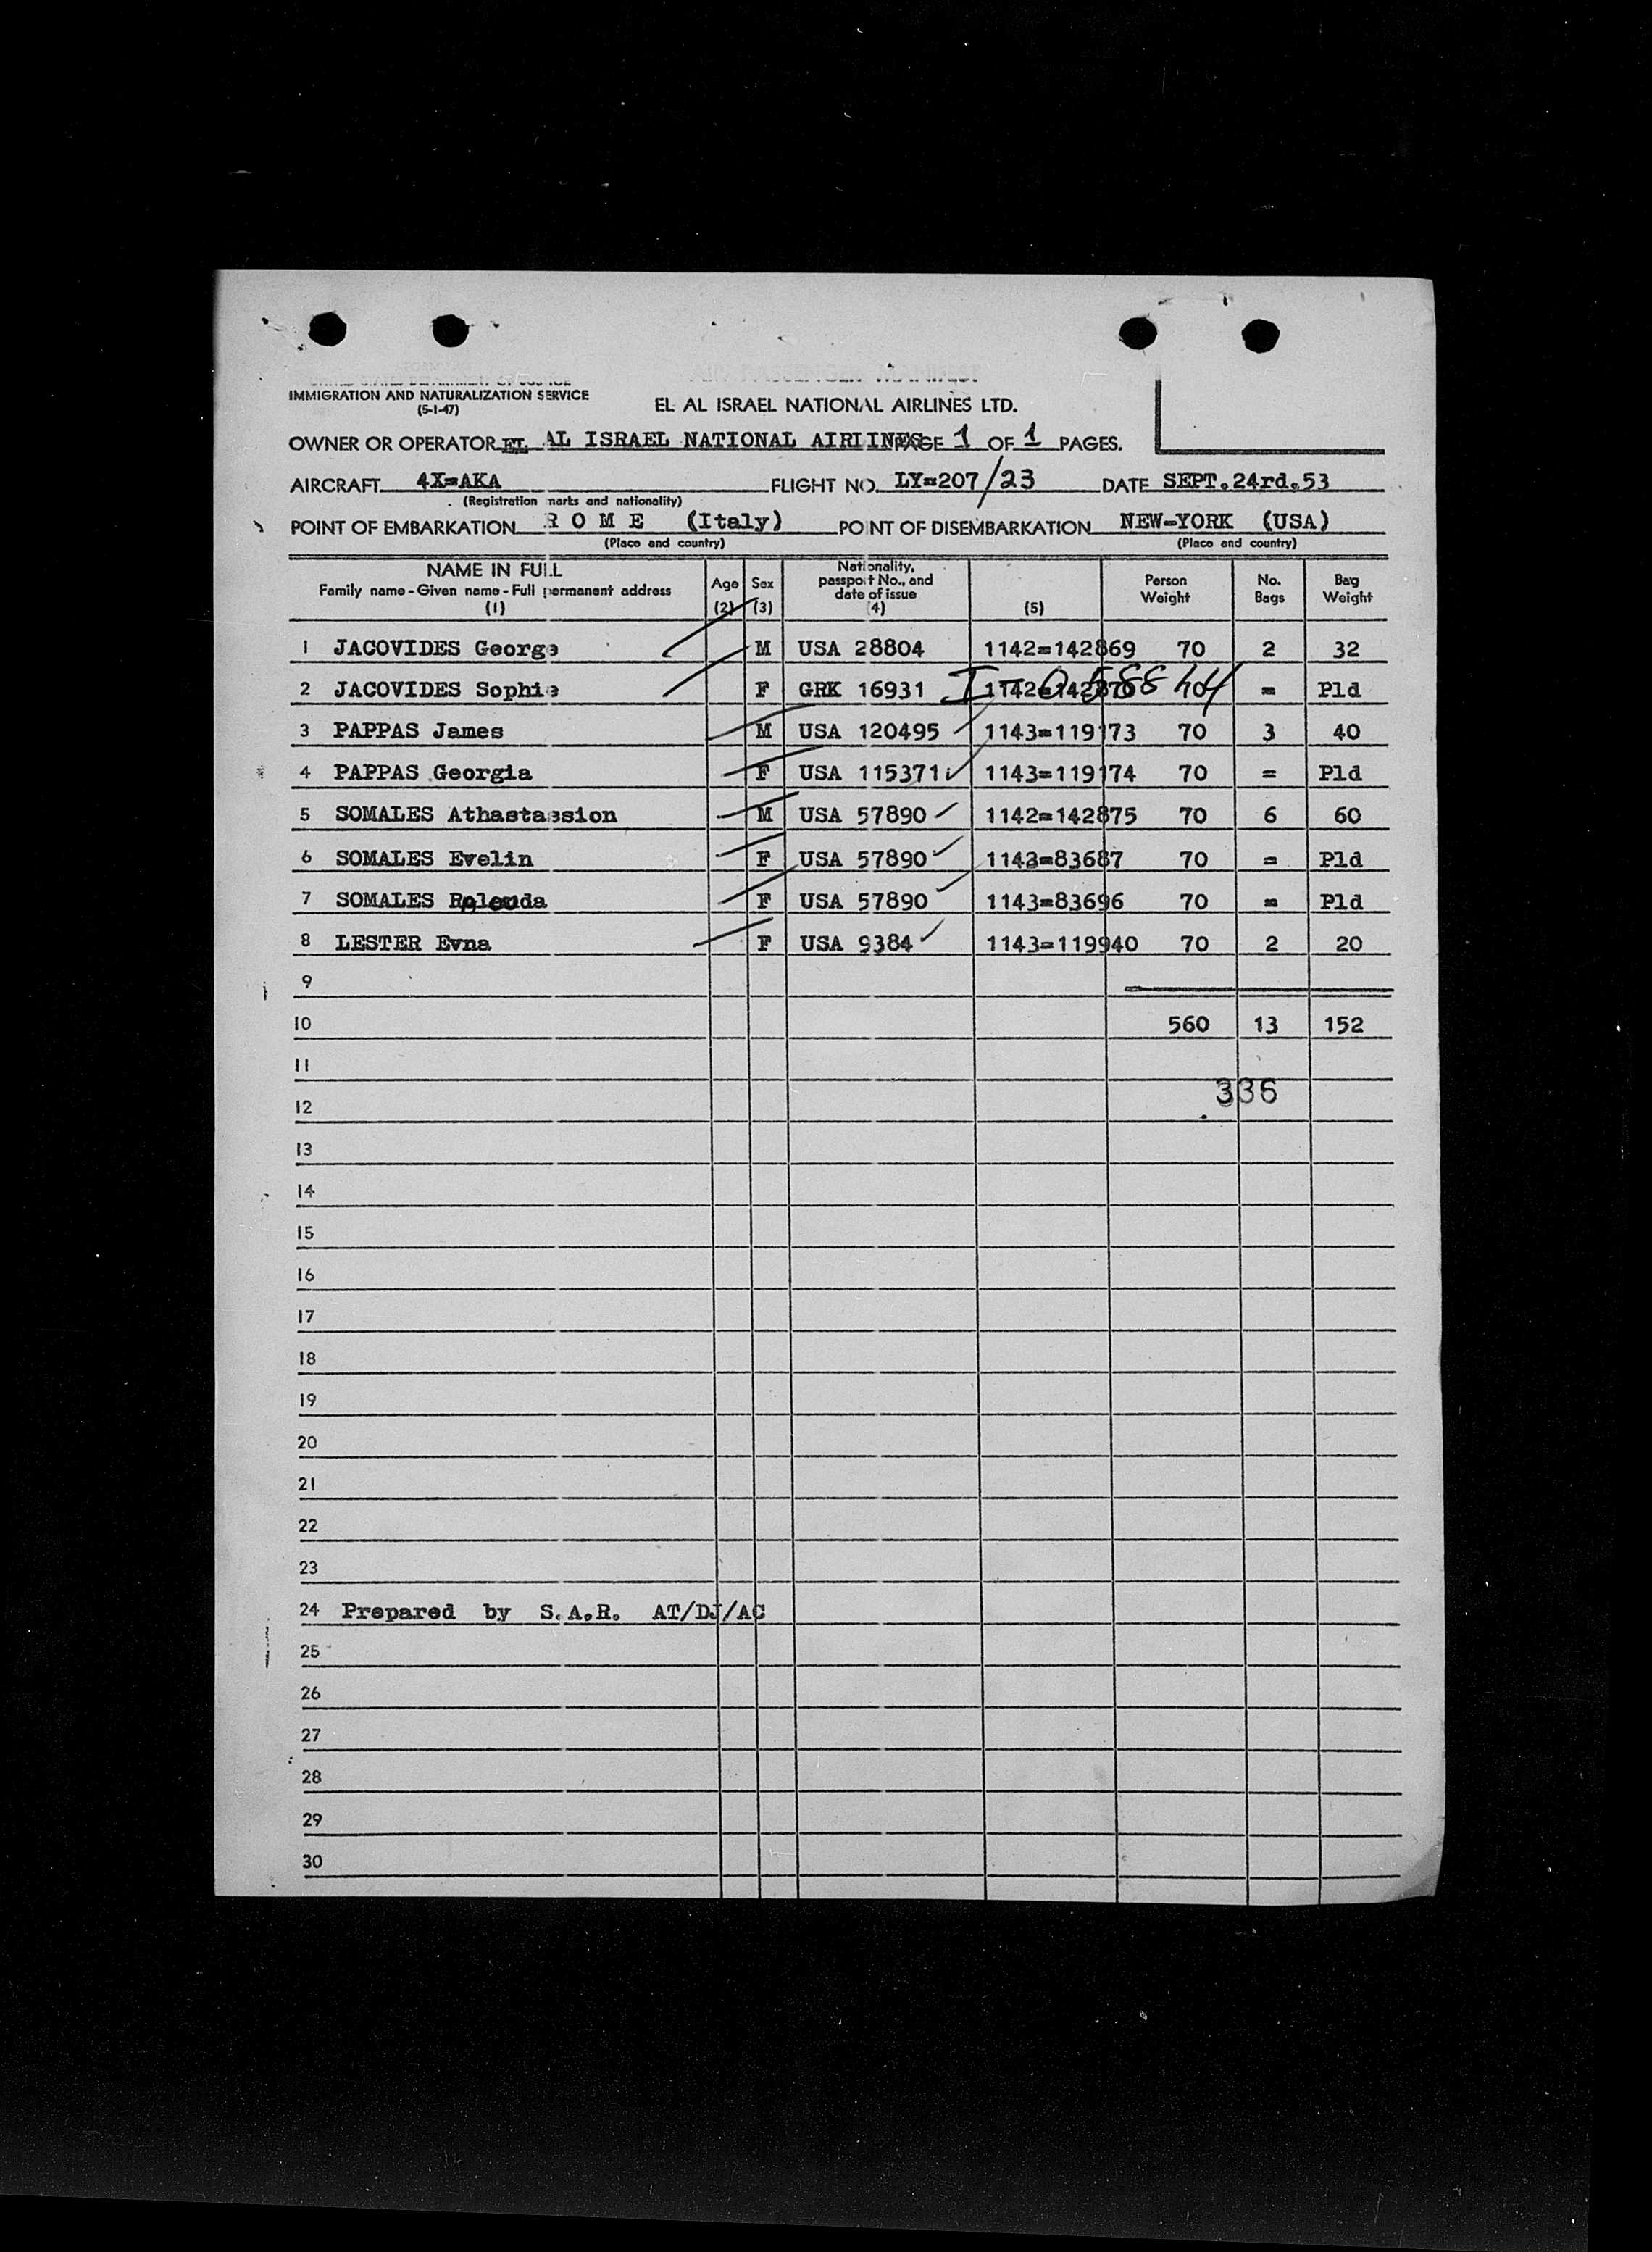 IMMIGRATION AND NATURALIZATION SERVICE
(5-1-47)
EL AL ISRAEL NATIONAL AIRLINES LTD.
OWNER OR OPERATOR EL AL ISRAEL NATIONAL AIRLINES PAGE 1 OF 1 PAGES.
AIRCRAFT 4X=AKA FLIGHT NO. LY=207/23 DATE SEPT.24rd.53
(Registration marks and nationality)
POINT OF EMBARKATION ROME (Italy) POINT OF DISEMBARKATION NEW=YORK (USA)
(Place and country) (Place and country)
NAME IN FULL
Family name - Given name - Full permanent address
(1)
Age
(2)
Sex
(3)
Nationality,
passport No., and
date of issue
(4)
(5)
Person
Weight
No.
Bags
Bag
Weight
1 JACOVIDES George M USA 28804 1142=142869 70 2 32
2 JACOVIDES Sophie F GRK 16931 1142=142870 70 = Pld
3 PAPPAS James M USA 120495 1143=119173 70 3 40
4 PAPPAS Georgia F USA 115371 1143=119174 70 = Pld
5 SOMALES Athastassion M USA 57890 1142=142875 70 6 60
6 SOMALES Evelin F USA 57890 1143=83687 70 = Pld
7 SOMALES F USA 57890 1143=83696 70 = Pld
8 LESTER Evna F USA 9384 1143=119940 70 2 20
9
10 560 13 152
11
336
12
13
14
15
16
17
18
19
20
21
22
23
24 Prepared by S.A.R. AT/DJ/AC
25
26
27
28
29
30